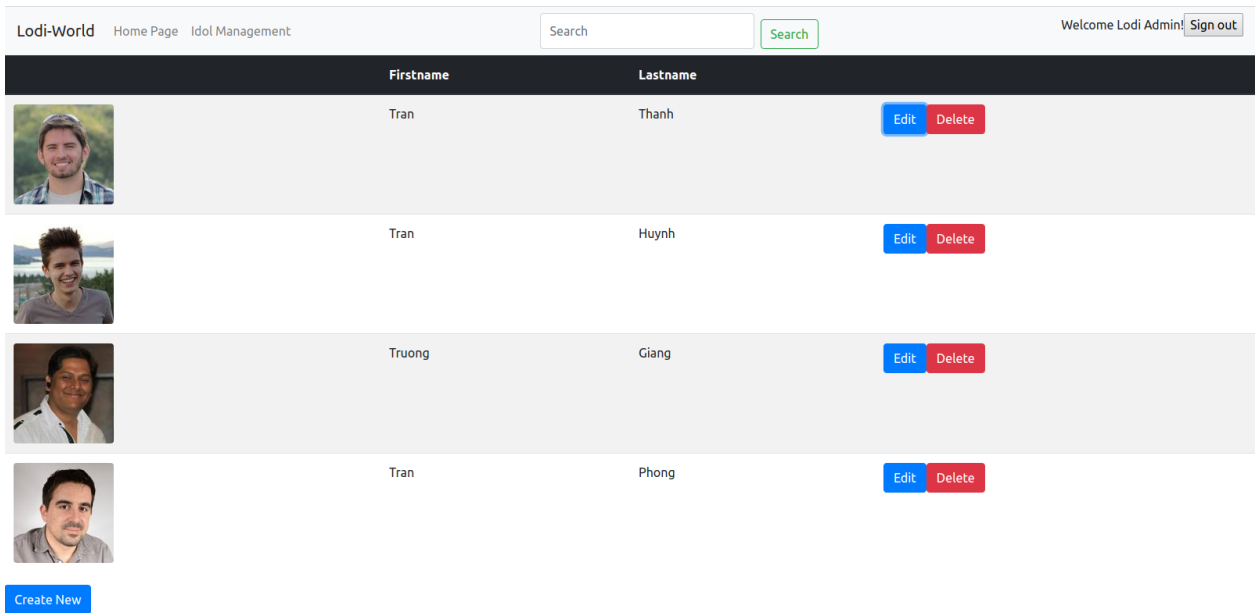 Lodi-World Home Page Idol Management Search Search Welcome Lodi Admin! Sign out
Firstname Lastname
Tran Thanh Edit Delete
Tran Huynh Edit Delete
Truong Giang Edit Delete
Tran Phong Edit Delete
Create New